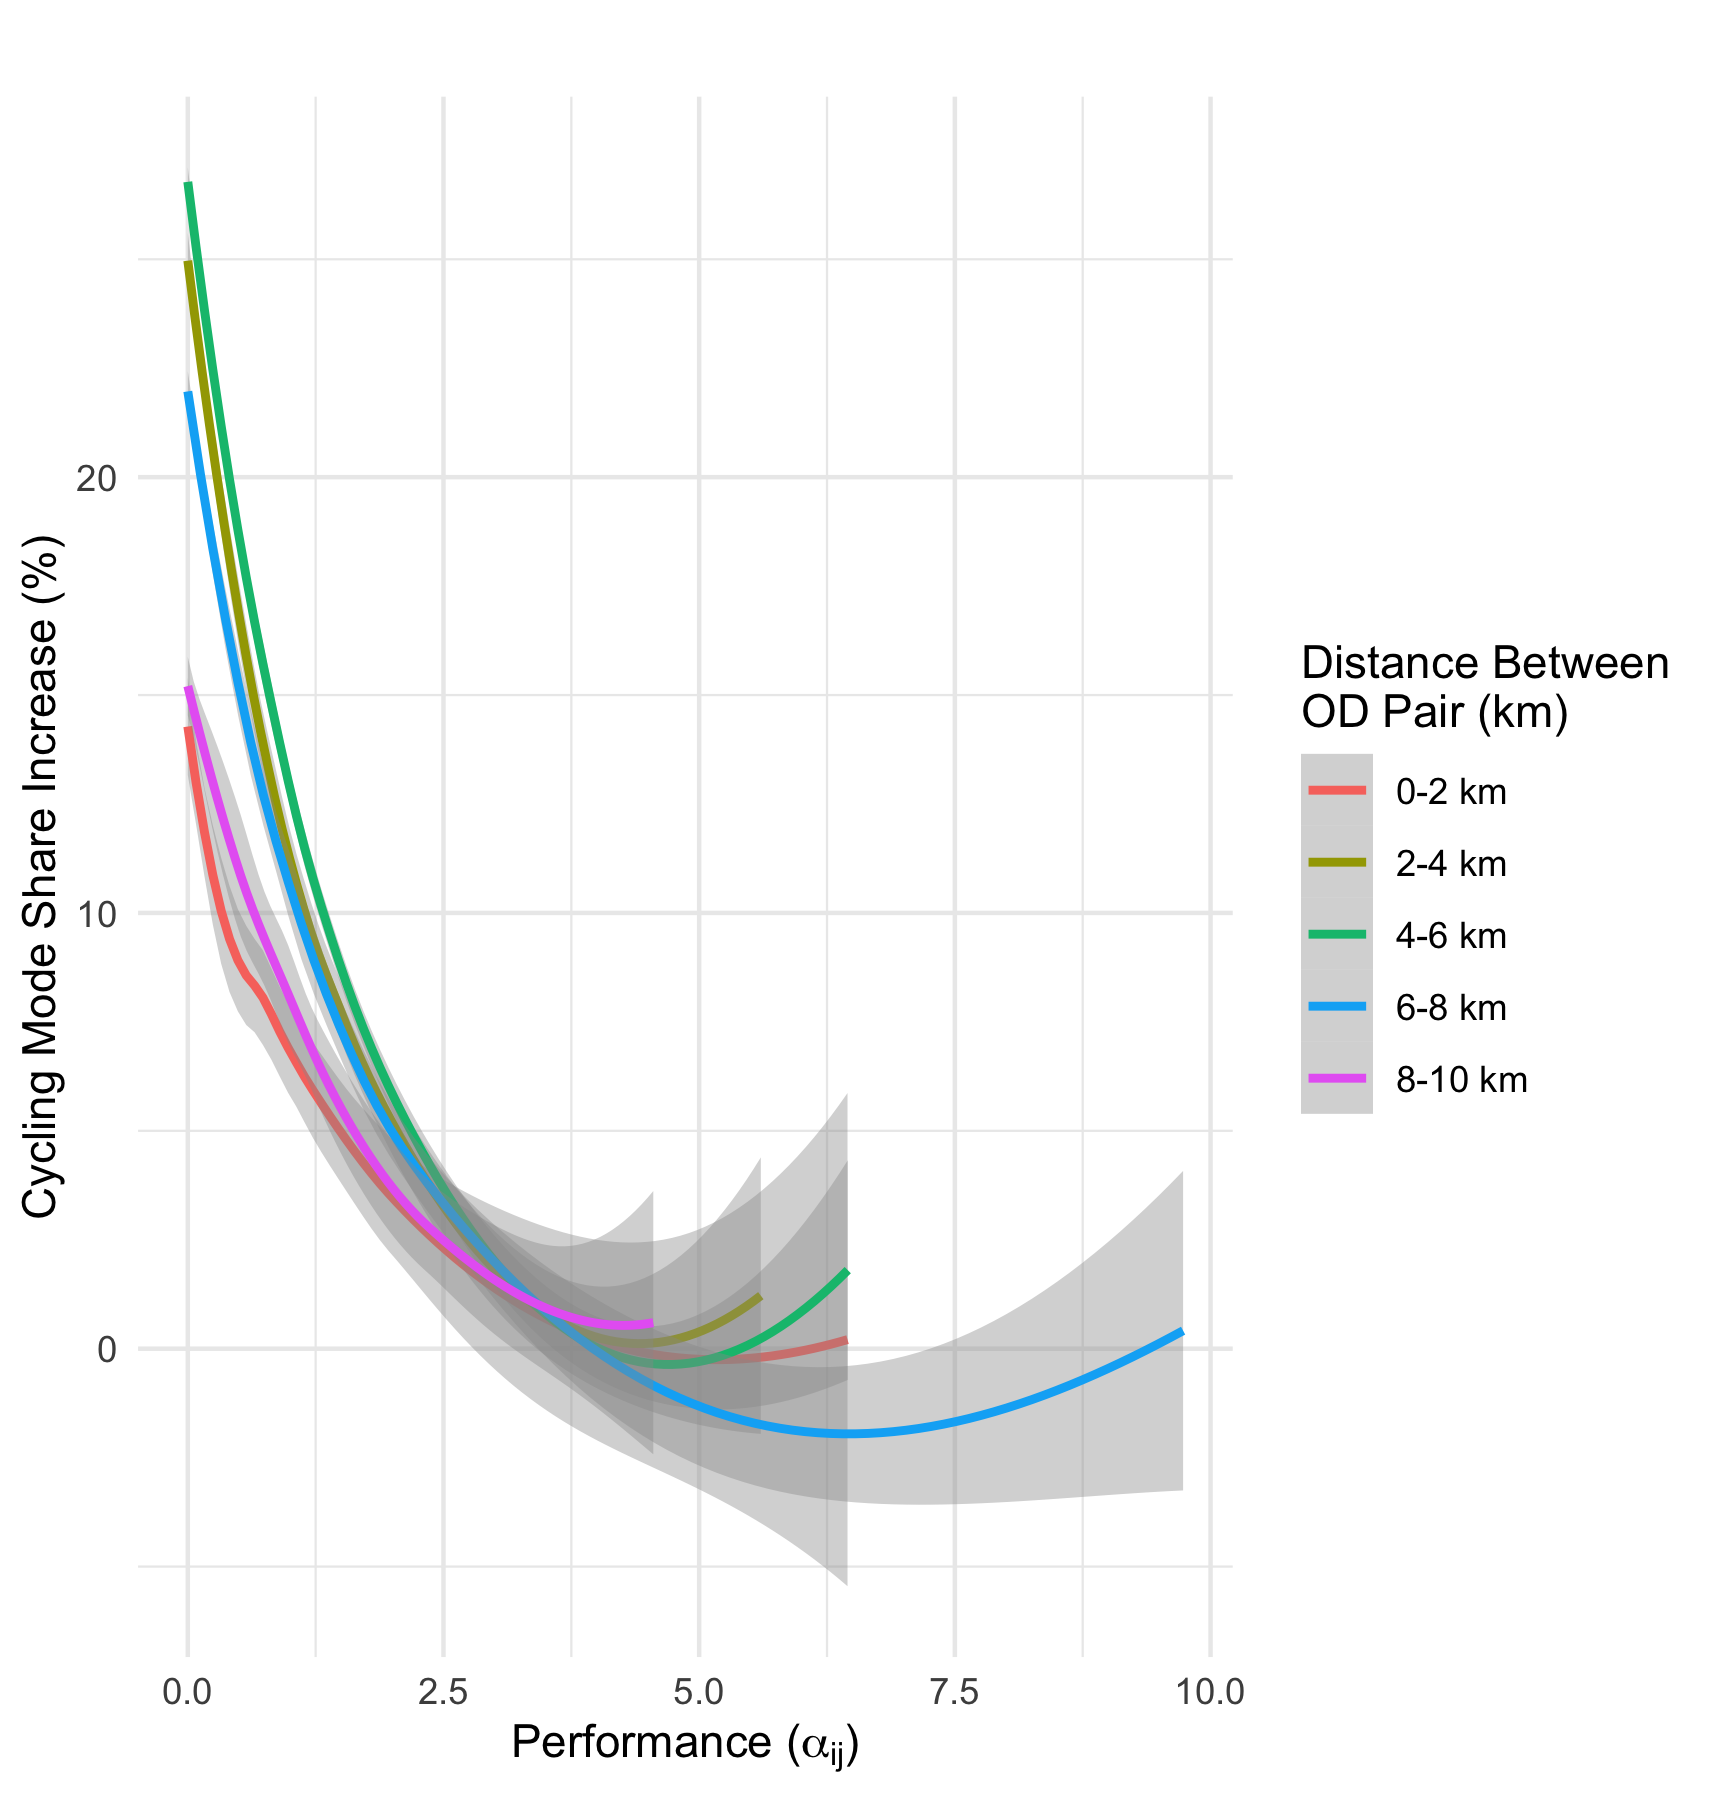 Cycling Mode Share Increase (%)
20
10
0
0.0 2.5 5.0 7.5 10.0
Performance (αij)
Distance Between
OD Pair (km)
0-2 km
2-4 km
4-6 km
6-8 km
8-10 km